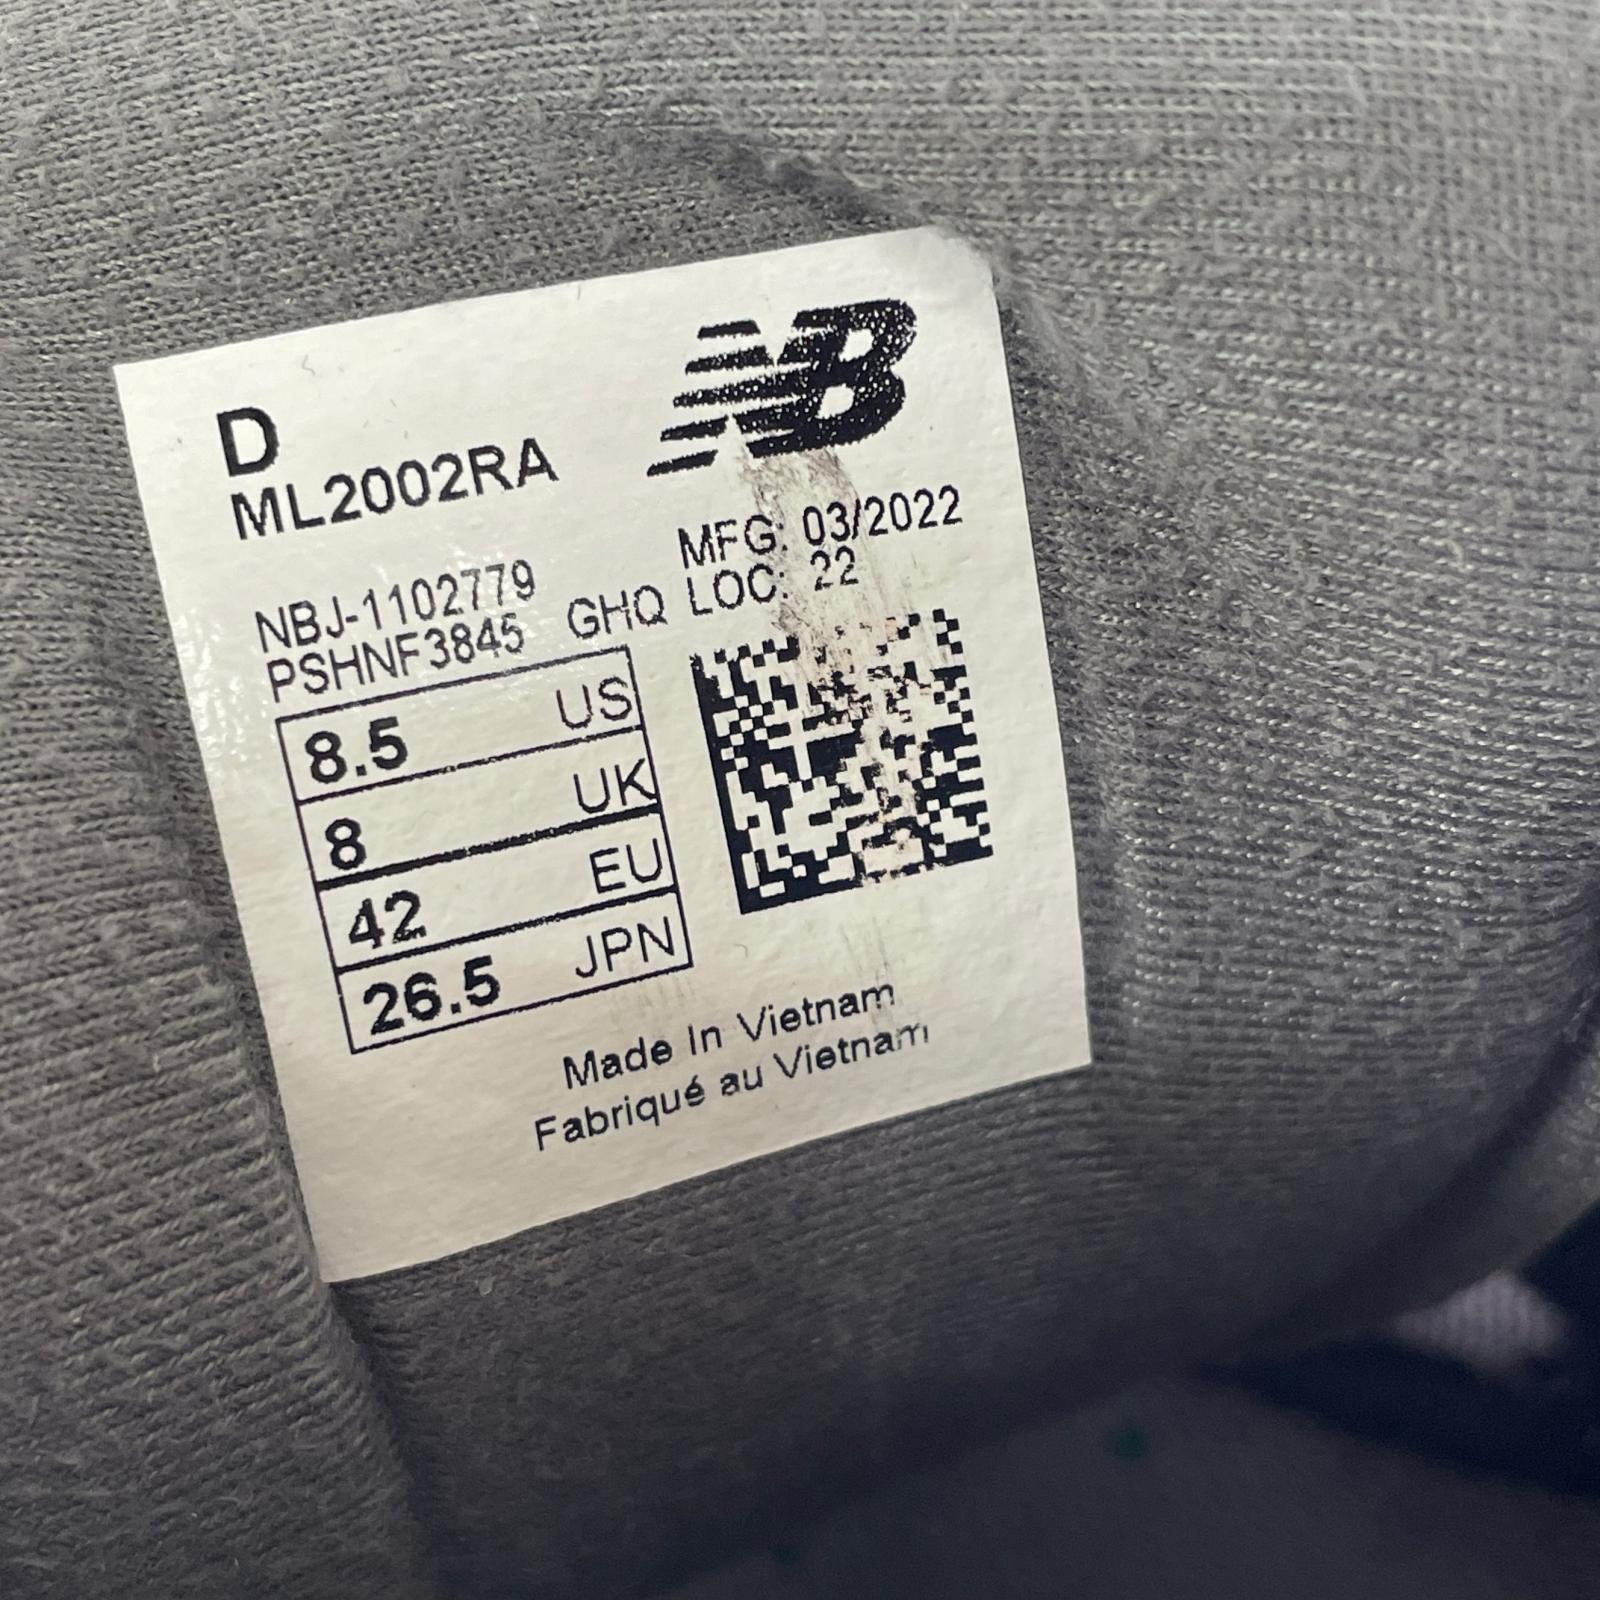 D
NB
ML2002RA
MFG: 03/2022
NBJ-1102779
PSHNF3845 GHQ LOC: 22
8.5 US
8 UK
42 EU
26.5 JPN
Made In Vietnam
Fabriqué au Vietnam